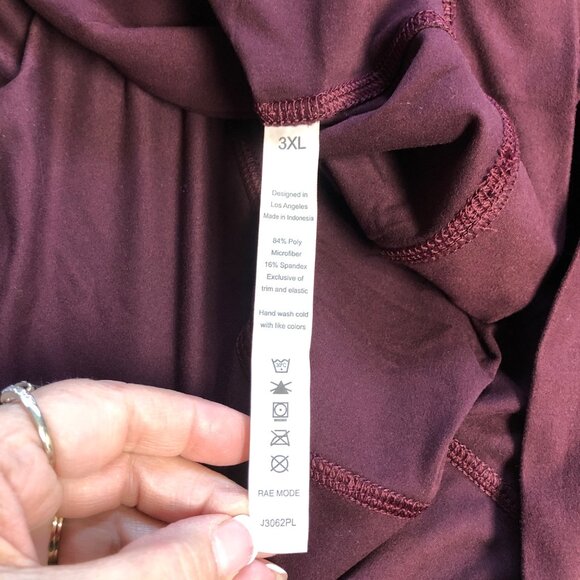 3XL
Designed in
Los Angeles
Made in Indonesia
84% Poly
Microfiber
16% Spandex
Exclusive of
trim and elastic
Hand wash cold
with like colors
RAE MODE
J3062PL